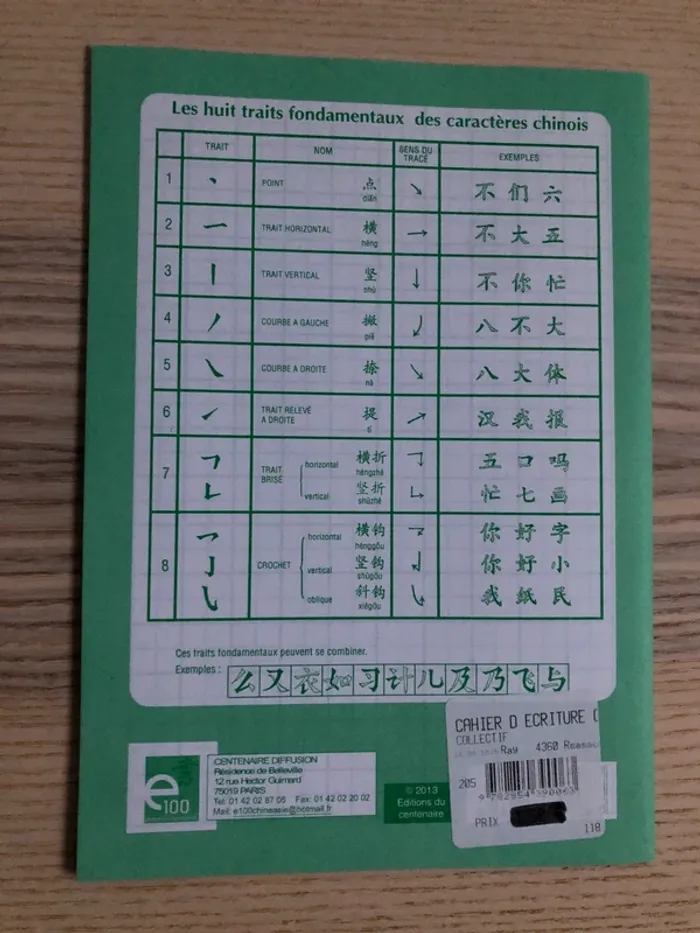 Les huit traits fondamentaux des caractères chinois
TRAIT NOM SENS DU TRACÉ EXEMPLES
1 POINT 点 diǎn 不 们 六
2 TRAIT HORIZONTAL 横 héng 不 大 五
3 TRAIT VERTICAL 竖 shù 不 你 忙
4 COURBE A GAUCHE 撇 piě 八 不 大
5 COURBE A DROITE 捺 nà 八 大 体
6 TRAIT RELEVÉ A DROITE 提 tí 汉 我 报
7 TRAIT BRISÉ
horizontal 横折 héngzhé 五 口 吗
vertical 竖折 shùzhé 忙 七 画
8 CROCHET
horizontal 横钩 hénggōu 你 好 字
vertical 竖钩 shùgōu 你 好 小
oblique 斜钩 xiégōu 我 纸 民
Ces traits fondamentaux peuvent se combiner.
Exemples : 么 又 衣 如 习 计 儿 及 乃 飞 与
e100
CENTENAIRE DIFFUSION
Résidence de Belleville
12 rue Hector Guimard
75019 PARIS
Tel: 01 42 02 87 05 Fax: 01 42 02 20 02
Mail: e100chineasie@hotmail.fr
© 2013
Editions du
centenaire
CAHIER D ECRITURE (
COLLECTIF
Ray 4360
205
9 782954 390063
PRIX
118